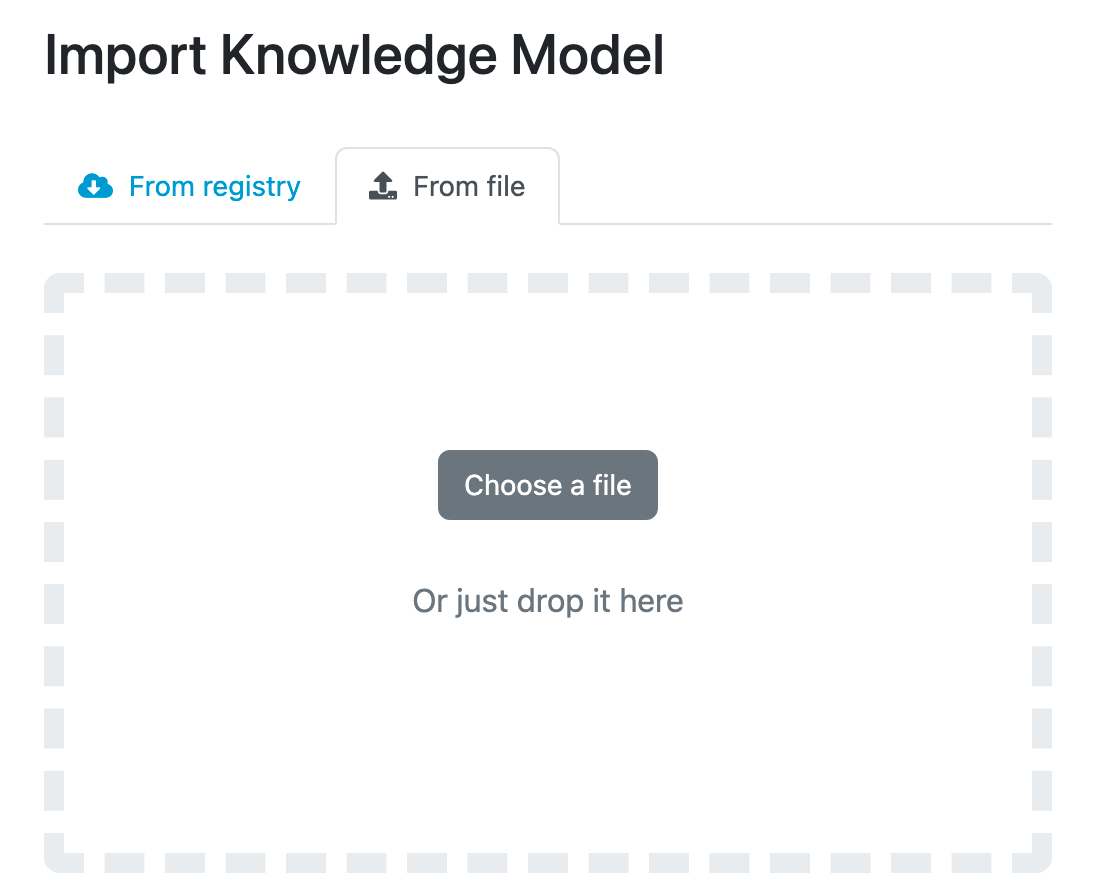 Import Knowledge Model
From registry
From file
Choose a file
Or just drop it here